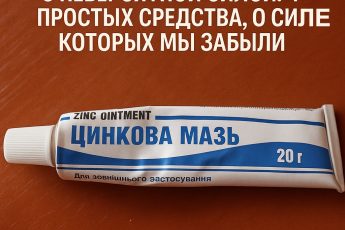 ПРОСТЫХ СРЕДСТВА, О СИЛЕ
КОТОРЫХ МЫ ЗАБЫЛИ
ZINC OINTMENT
ЦИНКОВА МАЗЬ
20 г
Для зовнішнього застосування